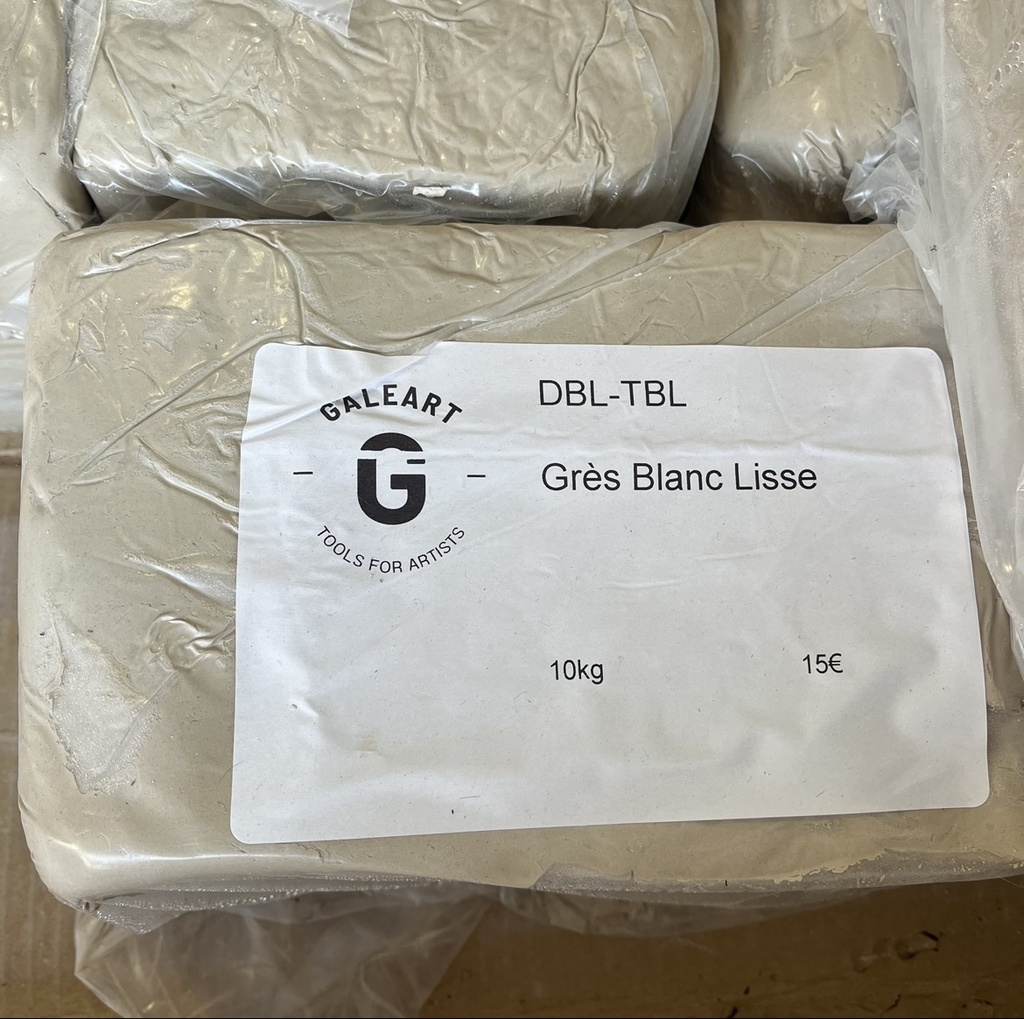 GALEART
G
TOOLS FOR ARTISTS
DBL-TBL
Grès Blanc Lisse
10kg 15€